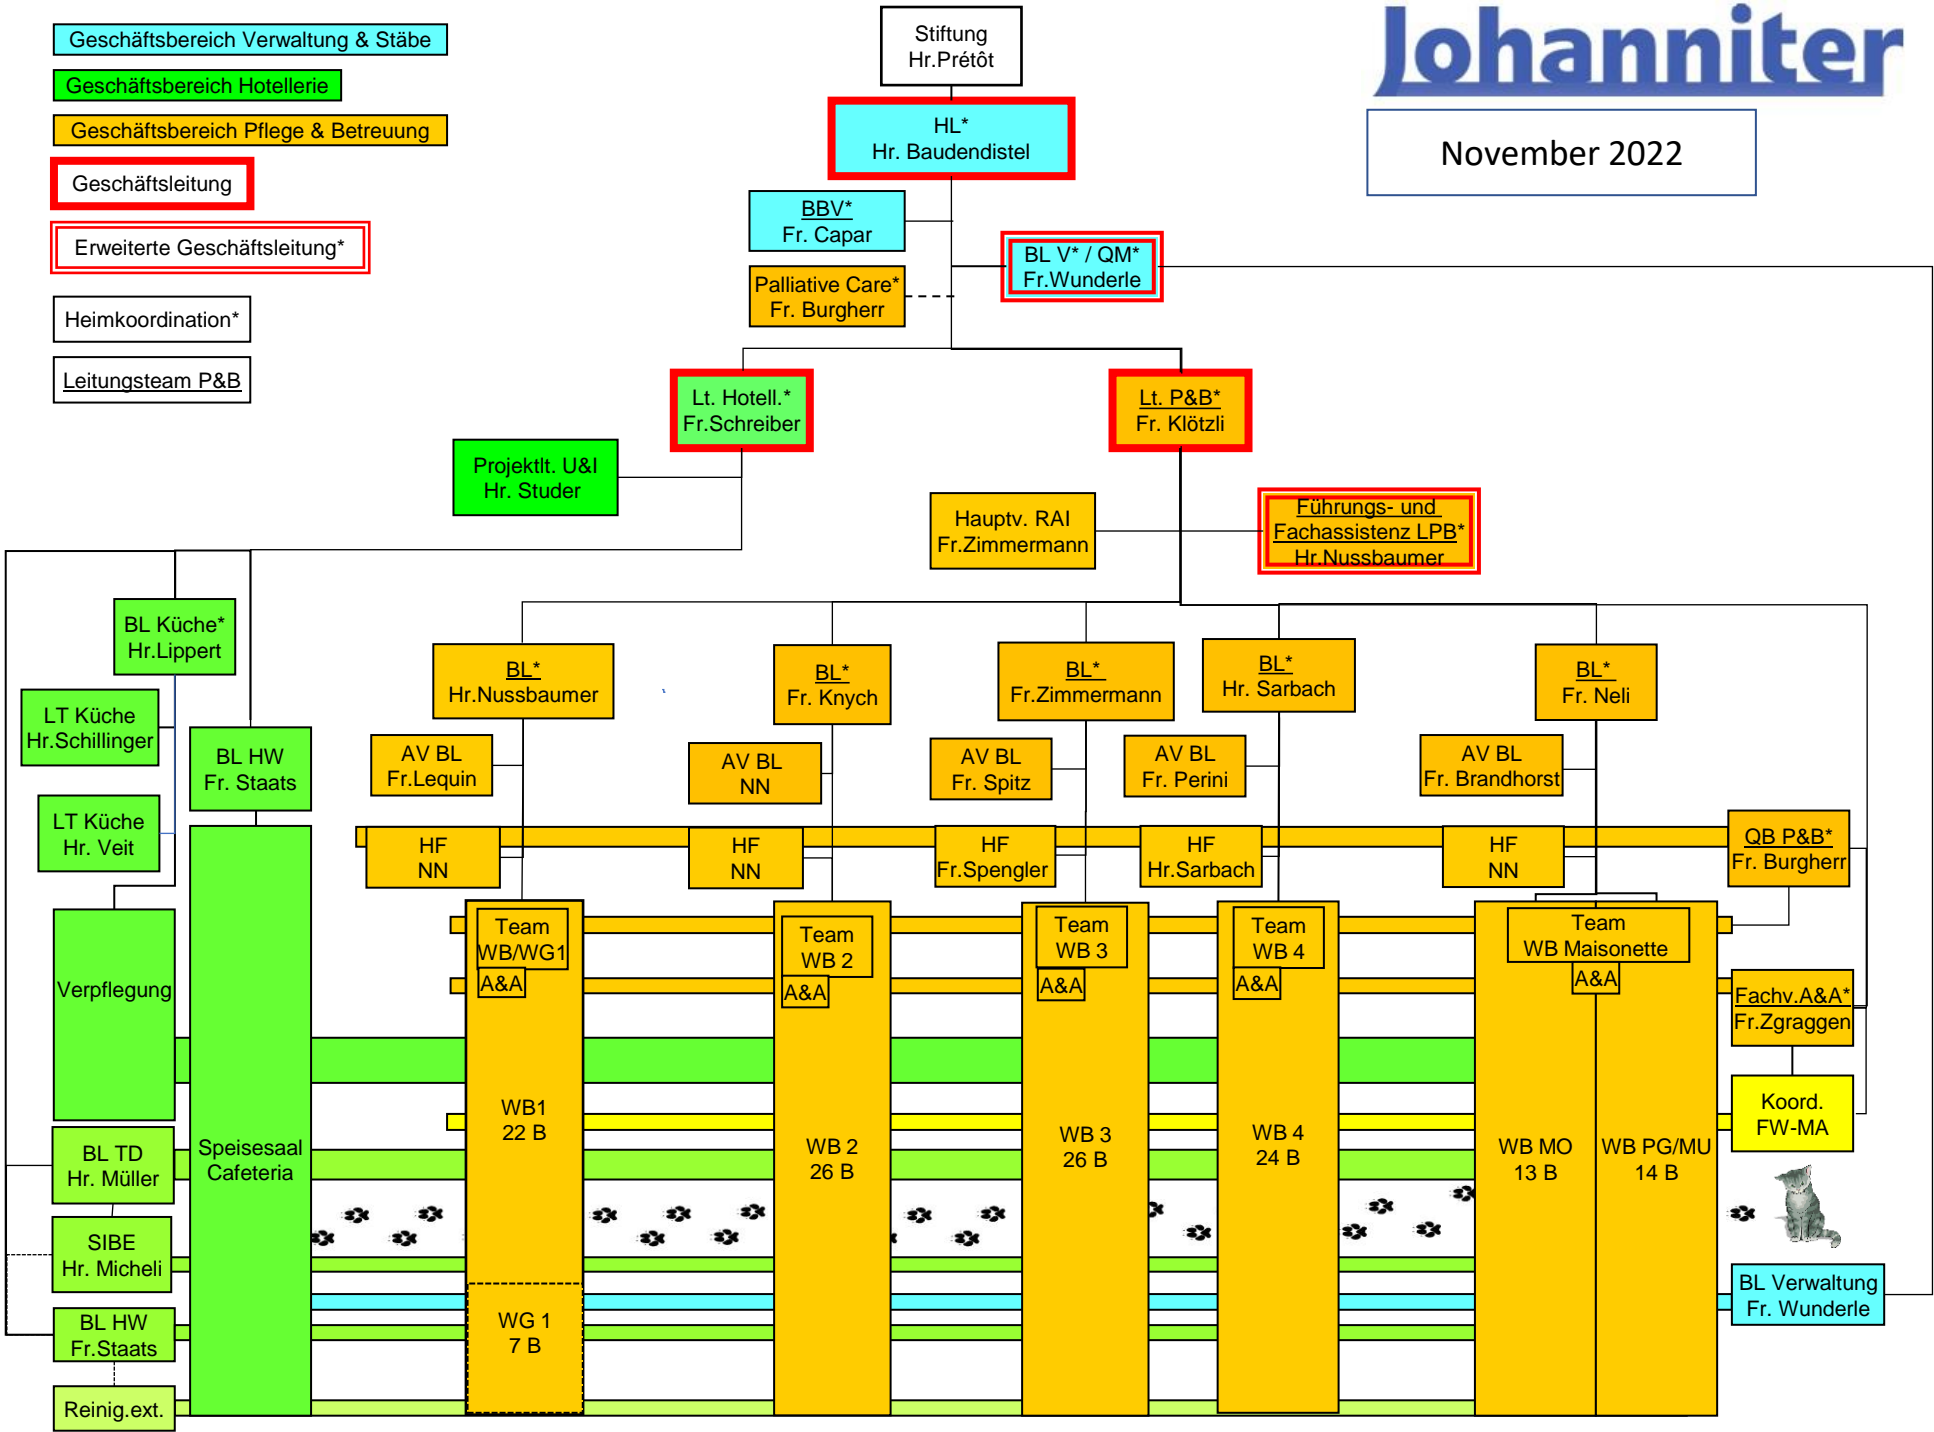 Geschäftsbereich Verwaltung & Stäbe
Geschäftsbereich Hotellerie
Geschäftsbereich Pflege & Betreuung
Geschäftsleitung
Erweiterte Geschäftsleitung*
Heimkoordination*
Leitungsteam P&B
Johanniter
November 2022
Stiftung
Hr.Prétôt
HL*
Hr. Baudendistel
BBV*
Fr. Capar
BL V* / QM*
Fr.Wunderle
Palliative Care*
Fr. Burgherr
Lt. Hotell.*
Fr.Schreiber
Lt. P&B*
Fr. Klötzli
Projektlt. U&I
Hr. Studer
Hauptv. RAI
Fr.Zimmermann
Führungs- und
Fachassistenz LPB*
Hr.Nussbaumer
BL Küche*
Hr.Lippert
LT Küche
Hr.Schillinger
LT Küche
Hr. Veit
BL HW
Fr. Staats
BL*
Hr.Nussbaumer
BL*
Fr. Knych
BL*
Fr.Zimmermann
BL*
Hr. Sarbach
BL*
Fr. Neli
AV BL
Fr.Lequin
AV BL
NN
AV BL
Fr. Spitz
AV BL
Fr. Perini
AV BL
Fr. Brandhorst
HF
NN
HF
NN
HF
Fr.Spengler
HF
Hr.Sarbach
HF
NN
QB P&B*
Fr. Burgherr
Team
WB/WG1
A&A
Team
WB 2
A&A
Team
WB 3
A&A
Team
WB 4
A&A
Team
WB Maisonette
A&A
Fachv.A&A*
Fr.Zgraggen
Koord.
FW-MA
Verpflegung
Speisesaal
Cafeteria
WB1
22 B
WG 1
7 B
WB 2
26 B
WB 3
26 B
WB 4
24 B
WB MO
13 B
WB PG/MU
14 B
BL TD
Hr. Müller
SIBE
Hr. Micheli
BL HW
Fr.Staats
Reinig.ext.
BL Verwaltung
Fr. Wunderle